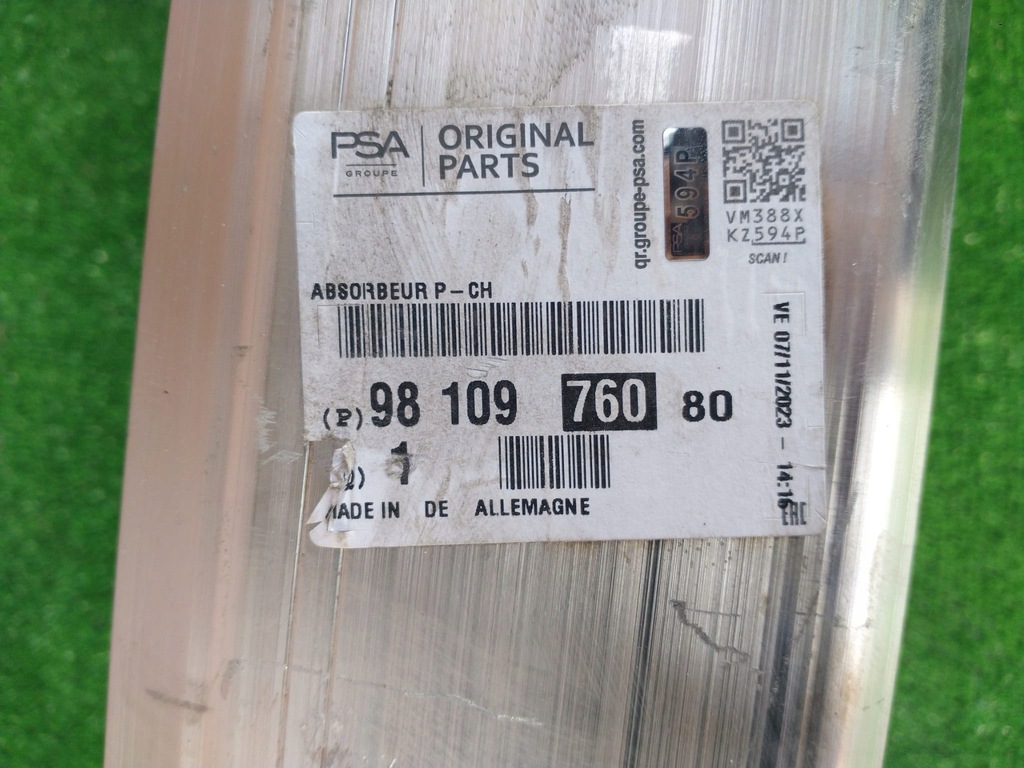 PSA
GROUPE
ORIGINAL
PARTS
qr.groupe-psa.com
PSA 594P
VM388X
KZ594P
SCAN!
ABSORBEUR P-CH
(P) 98 109 760 80
(Q) 1
MADE IN DE ALLEMAGNE
VE 07/11/2023 - 14:16
EAC